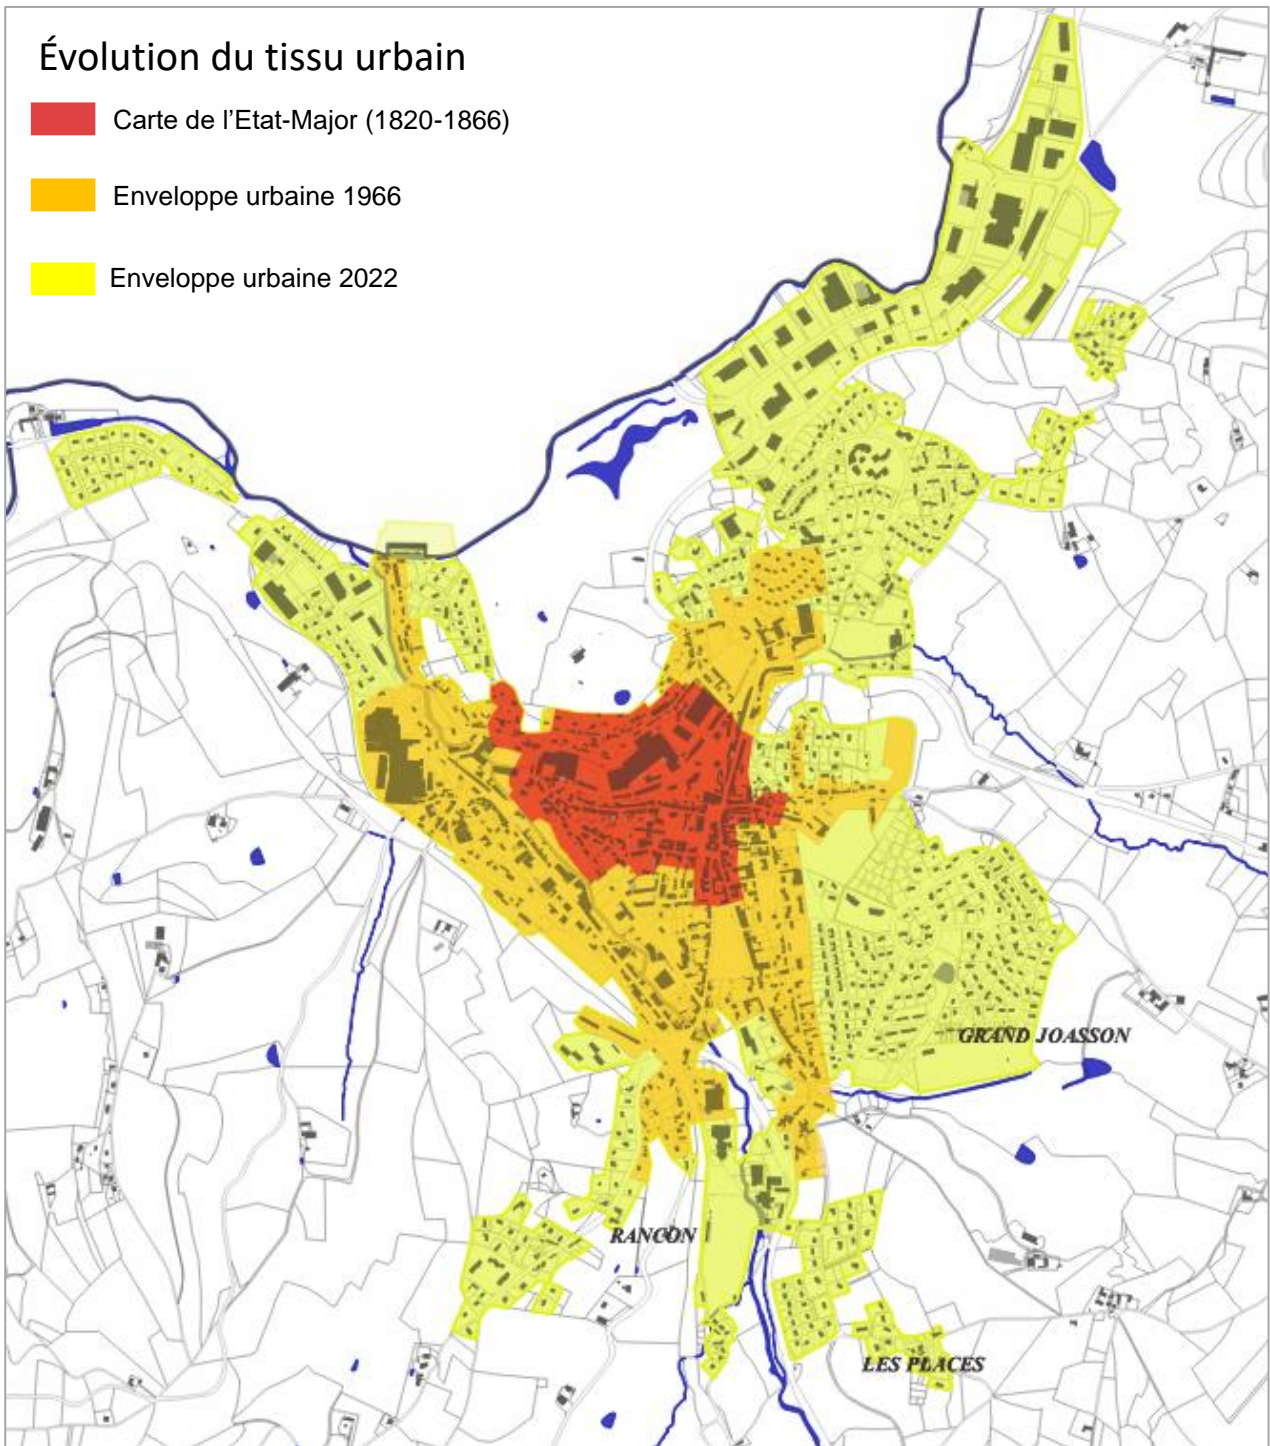 Évolution du tissu urbain
Carte de l'Etat-Major (1820-1866)
Enveloppe urbaine 1966
Enveloppe urbaine 2022
GRAND JOASSON
RANCON
LES PLACES